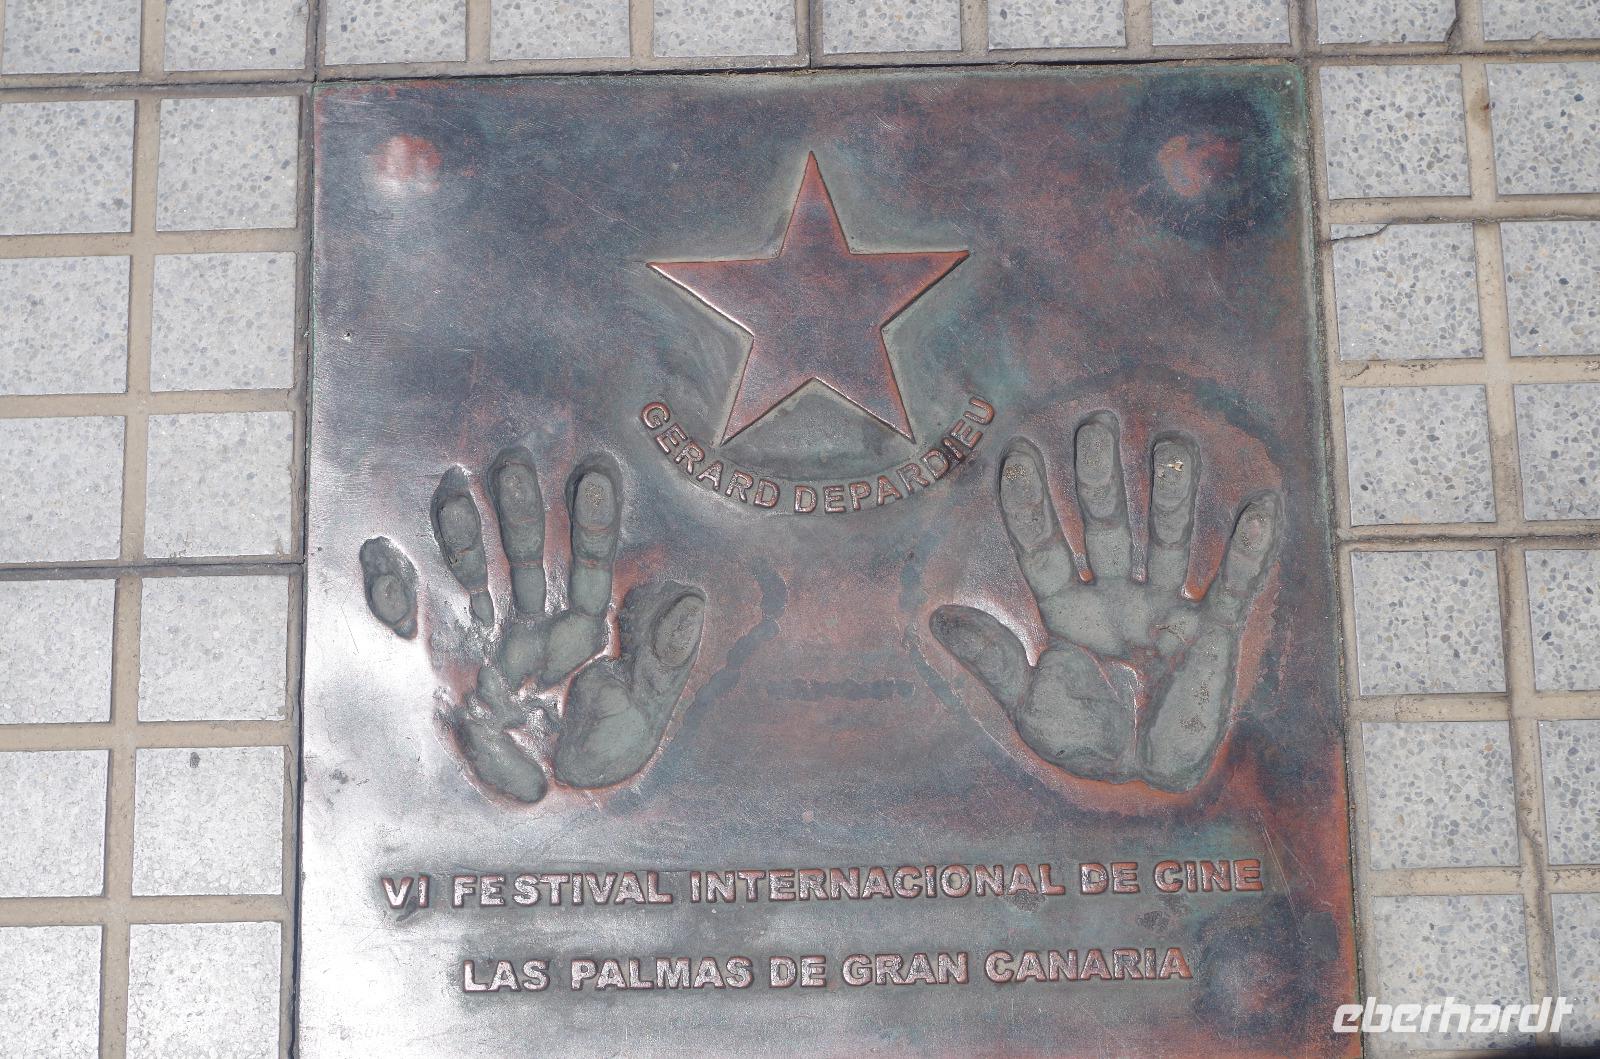 GERARD DEPARDIEU
VI FESTIVAL INTERNACIONAL DE CINE
LAS PALMAS DE GRAN CANARIA
eberhardt